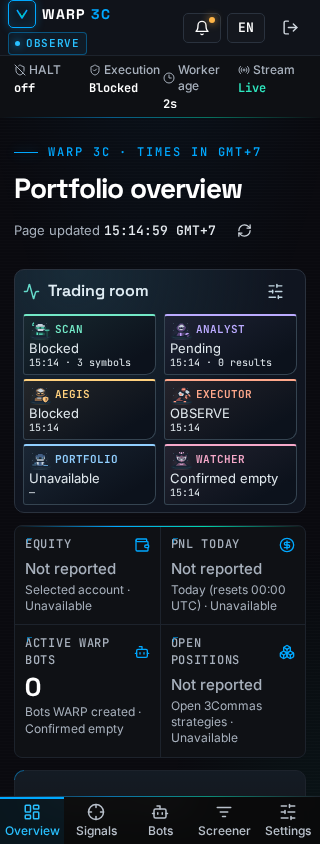 WARP 3C
OBSERVE
EN
HALT
off
Execution
Blocked
Worker
age
2s
Stream
Live
WARP 3C · TIMES IN GMT+7
Portfolio overview
Page updated 15:14:59 GMT+7
Trading room
SCAN
Blocked
15:14 · 3 symbols
ANALYST
Pending
15:14 · 0 results
AEGIS
Blocked
15:14
EXECUTOR
OBSERVE
15:14
PORTFOLIO
Unavailable
—
WATCHER
Confirmed empty
15:14
EQUITY
Not reported
Selected account ·
Unavailable
PNL TODAY
Not reported
Today (resets 00:00
UTC) · Unavailable
ACTIVE WARP
BOTS
0
Bots WARP created ·
Confirmed empty
OPEN
POSITIONS
Not reported
Open 3Commas
strategies ·
Unavailable
Overview
Signals
Bots
Screener
Settings